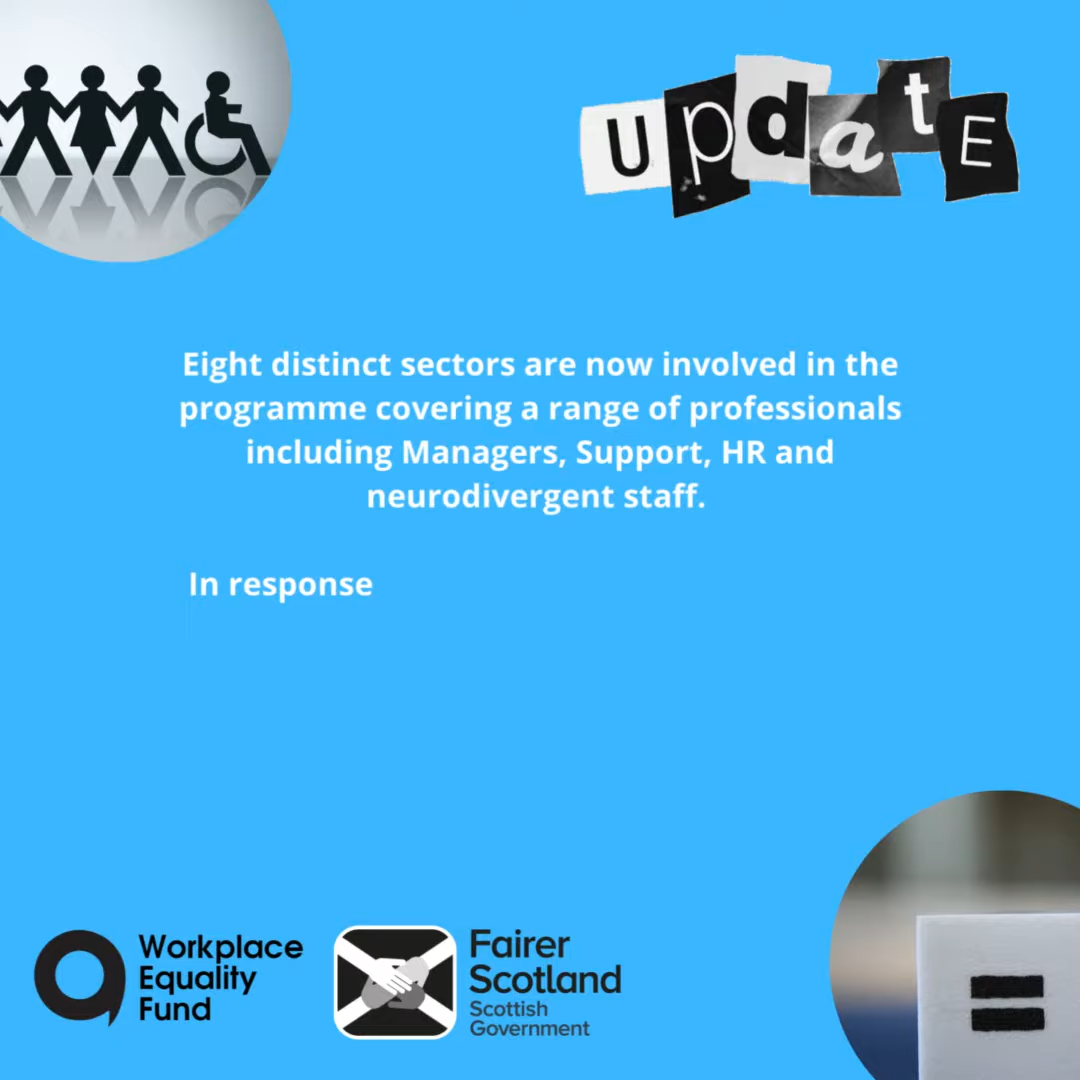 updatE
Eight distinct sectors are now involved in the
programme covering a range of professionals
including Managers, Support, HR and
neurodivergent staff.
In response
Workplace
Equality
Fund
Fairer
Scotland
Scottish
Government
=